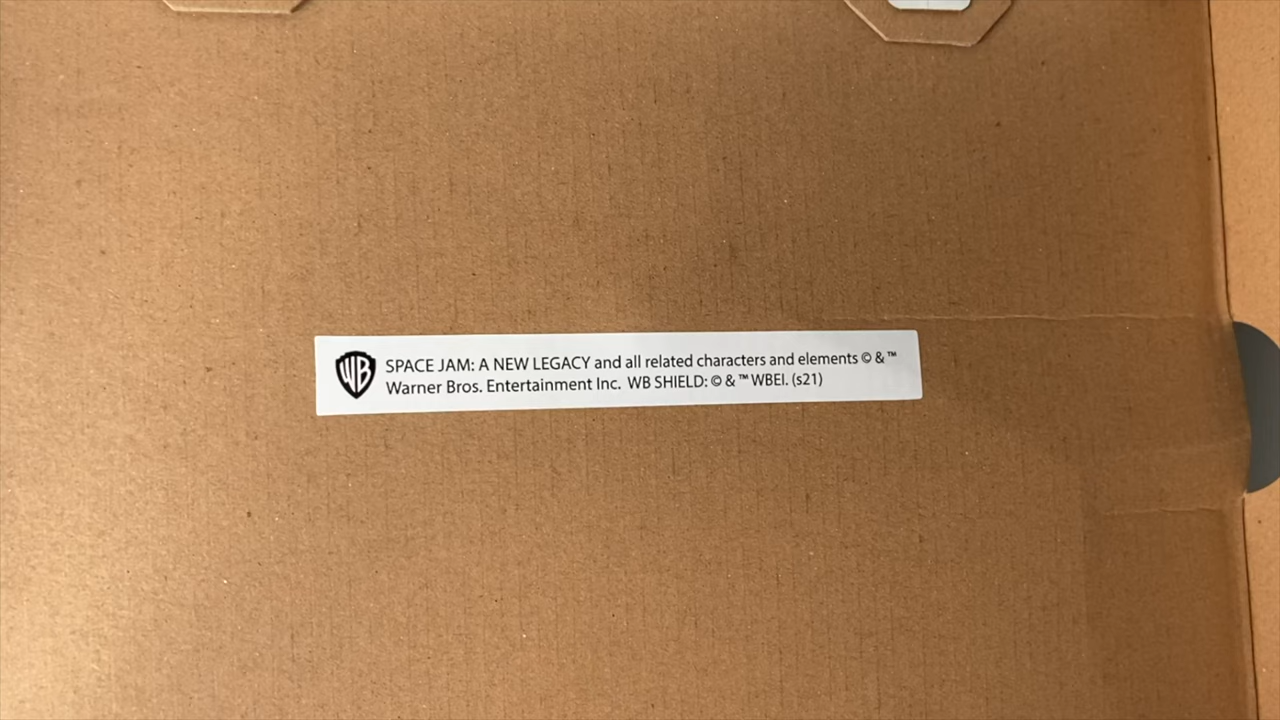 WB SPACE JAM: A NEW LEGACY and all related characters and elements © & ™
Warner Bros. Entertainment Inc. WB SHIELD: © & ™ WBEI. (s21)